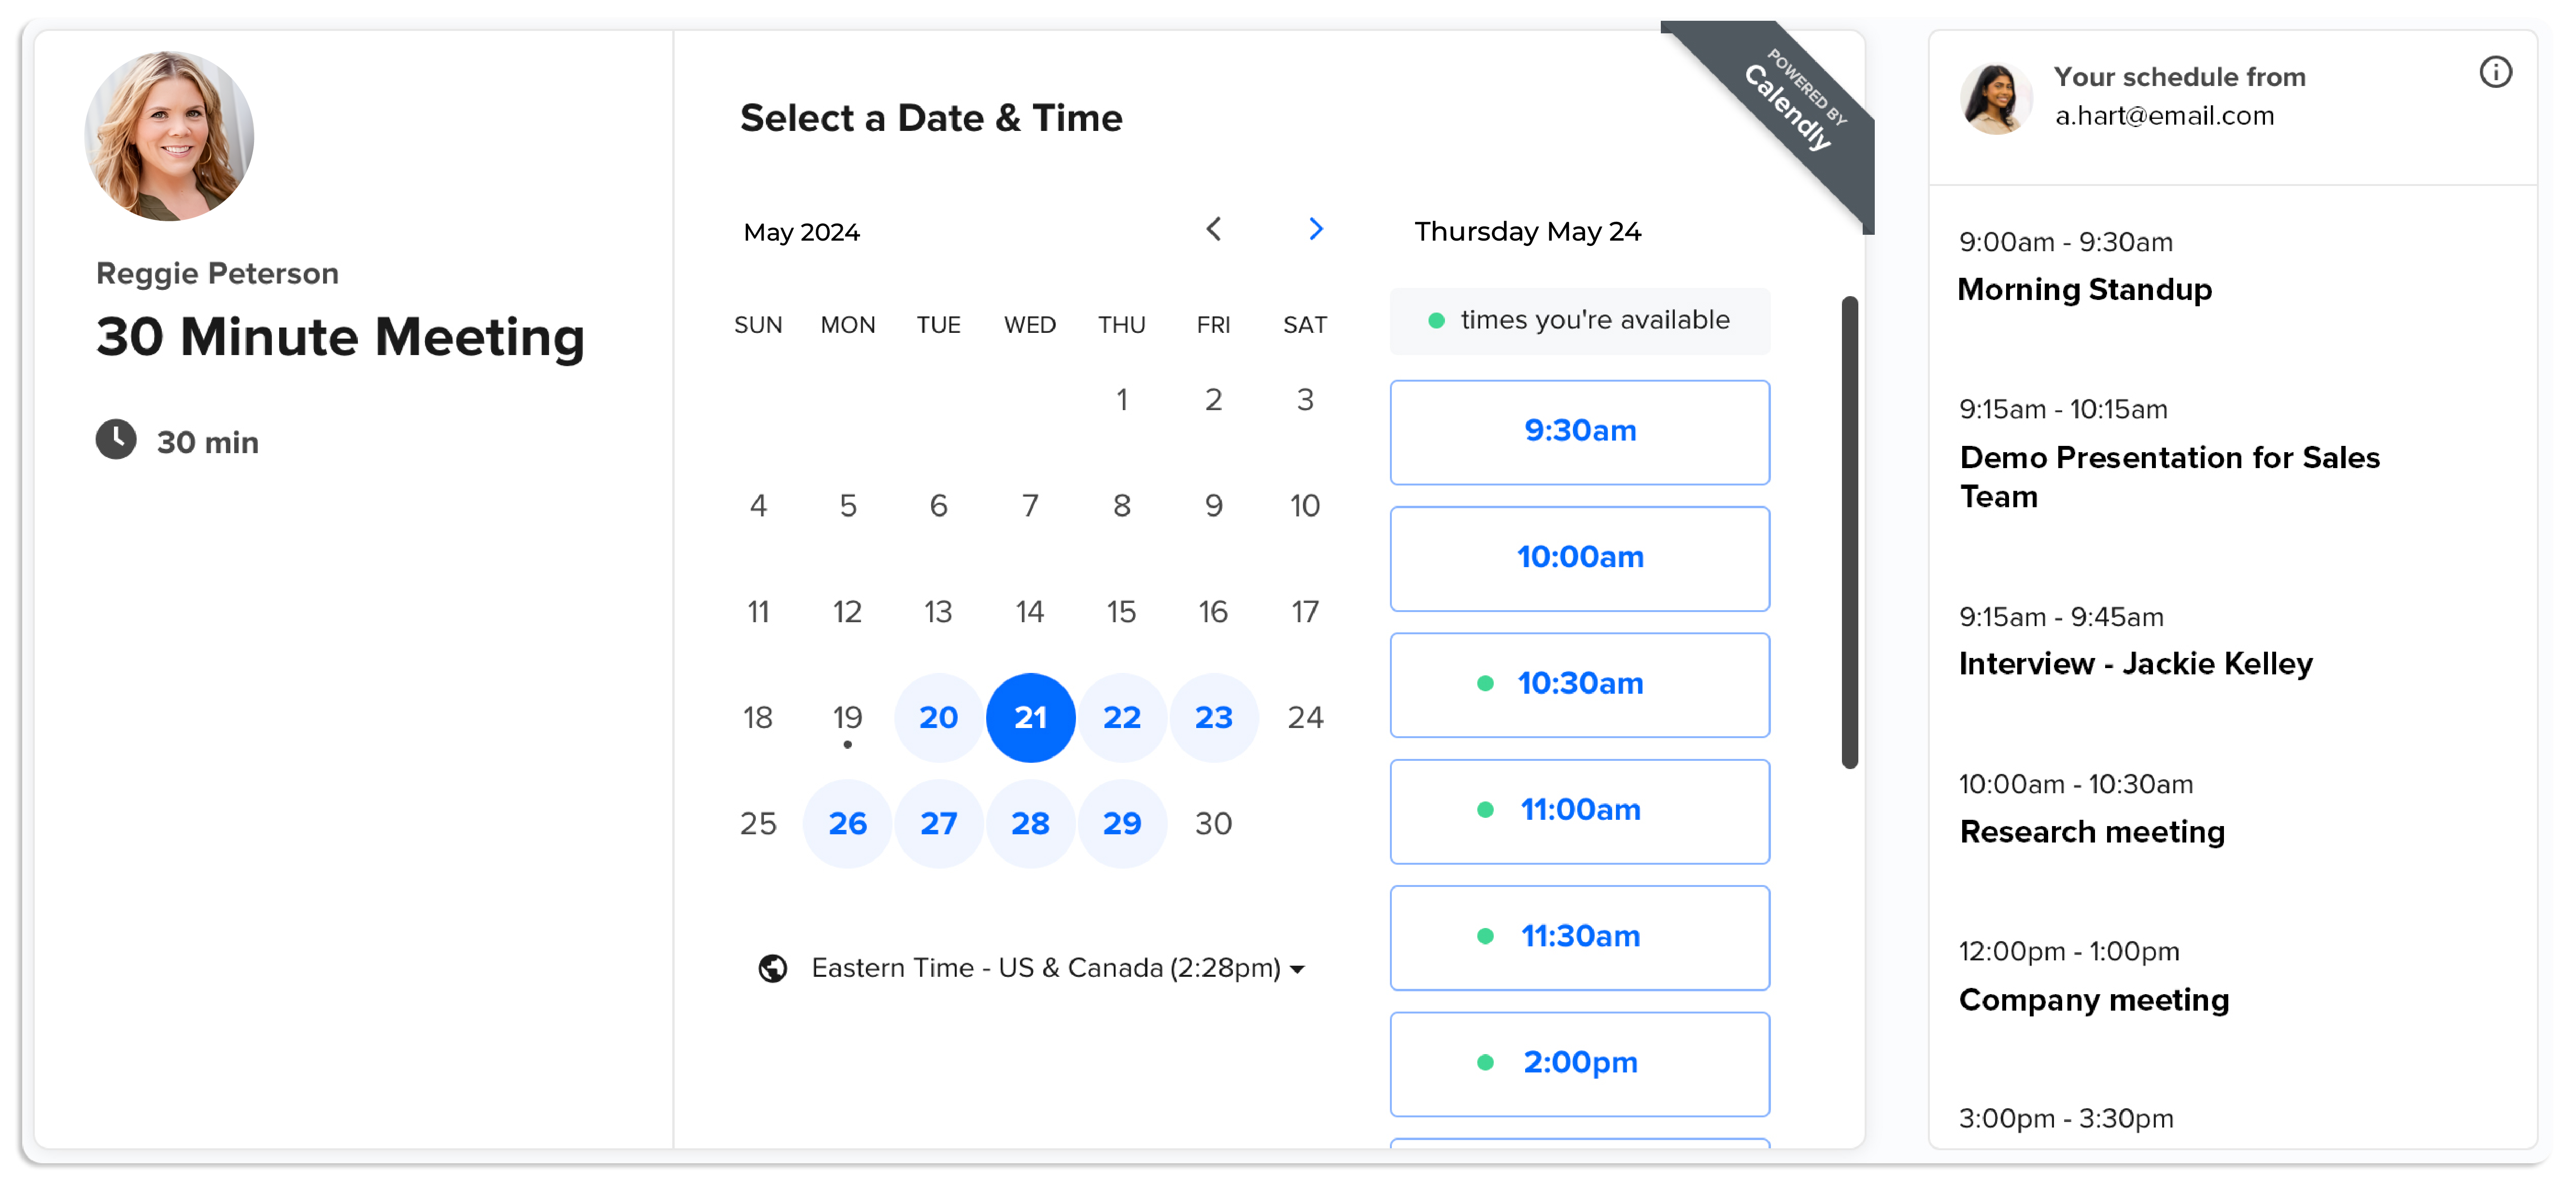 Reggie Peterson
30 Minute Meeting
30 min
Select a Date & Time
POWERED BY
Calendly
May 2024
SUN MON TUE WED THU FRI SAT
1 2 3
4 5 6 7 8 9 10
11 12 13 14 15 16 17
18 19 20 21 22 23 24
25 26 27 28 29 30
Eastern Time - US & Canada (2:28pm)
Thursday May 24
times you're available
9:30am
10:00am
10:30am
11:00am
11:30am
2:00pm
Your schedule from
a.hart@email.com
9:00am - 9:30am
Morning Standup
9:15am - 10:15am
Demo Presentation for Sales
Team
9:15am - 9:45am
Interview - Jackie Kelley
10:00am - 10:30am
Research meeting
12:00pm - 1:00pm
Company meeting
3:00pm - 3:30pm